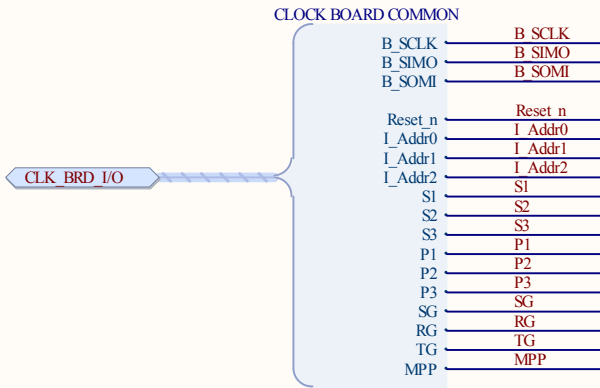 CLOCK BOARD COMMON
B_SCLK B_SCLK
B_SIMO B_SIMO
B_SOMI B_SOMI
Reset_n Reset_n
I_Addr0 I_Addr0
I_Addr1 I_Addr1
CLK_BRD_I/O I_Addr2 I_Addr2
S1 S1
S2 S2
S3 S3
P1 P1
P2 P2
P3 P3
SG SG
RG RG
TG TG
MPP MPP